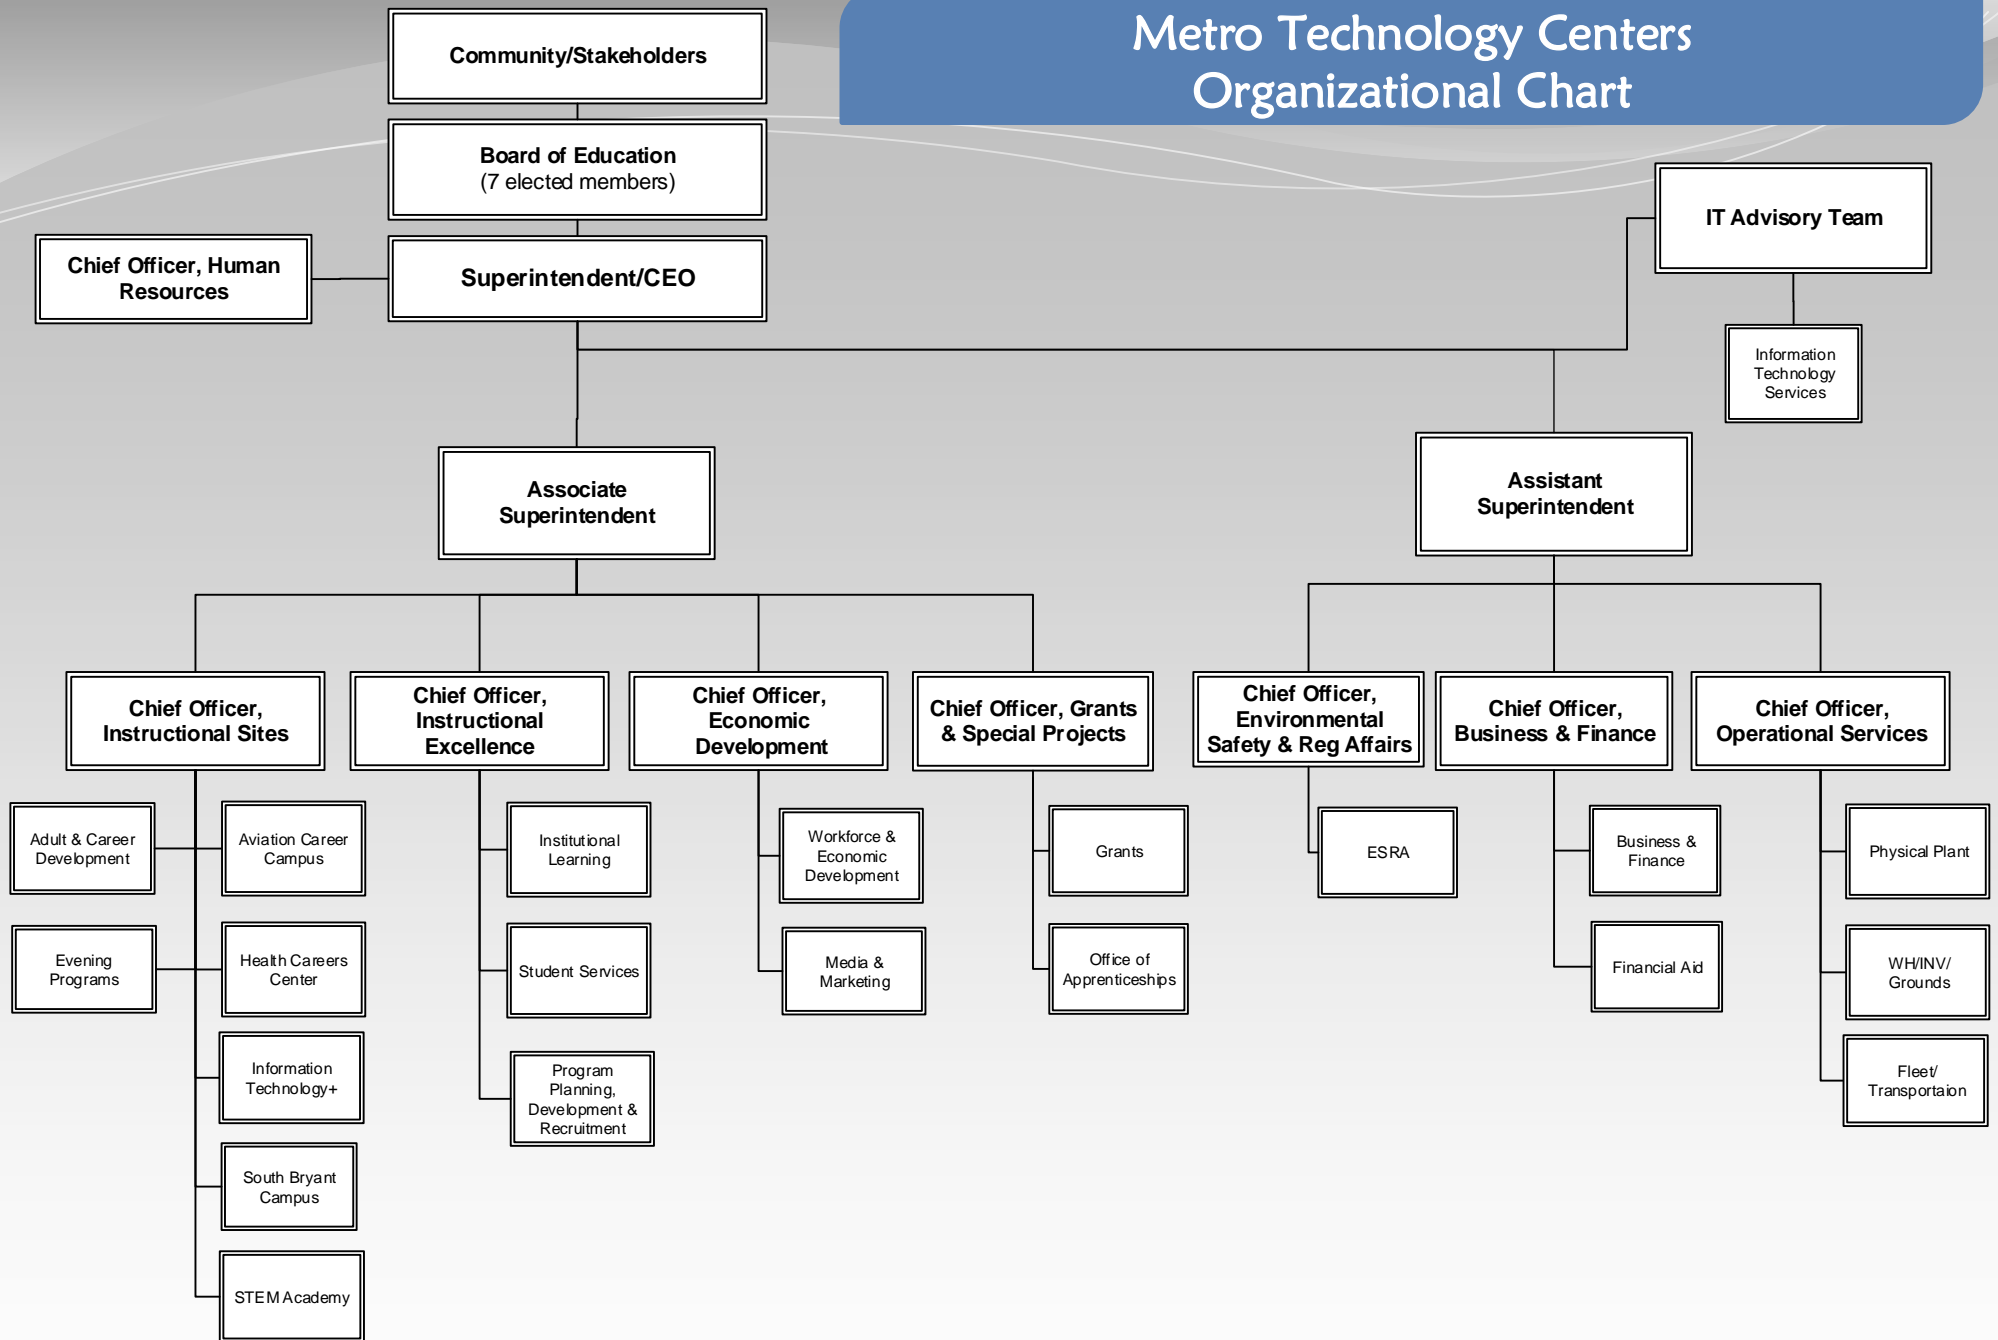 Metro Technology Centers
Organizational Chart
Community/Stakeholders
Board of Education
(7 elected members)
Superintendent/CEO
Chief Officer, Human
Resources
IT Advisory Team
Information
Technology
Services
Associate
Superintendent
Assistant
Superintendent
Chief Officer,
Instructional Sites
Chief Officer,
Instructional
Excellence
Chief Officer,
Economic
Development
Chief Officer, Grants
& Special Projects
Chief Officer,
Environmental
Safety & Reg Affairs
Chief Officer,
Business & Finance
Chief Officer,
Operational Services
Adult & Career
Development
Aviation Career
Campus
Evening
Programs
Health Careers
Center
Information
Technology+
South Bryant
Campus
STEM Academy
Institutional
Learning
Student Services
Program
Planning,
Development &
Recruitment
Workforce &
Economic
Development
Media &
Marketing
Grants
Office of
Apprenticeships
ESRA
Business &
Finance
Financial Aid
Physical Plant
WH/INV/
Grounds
Fleet/
Transportaion